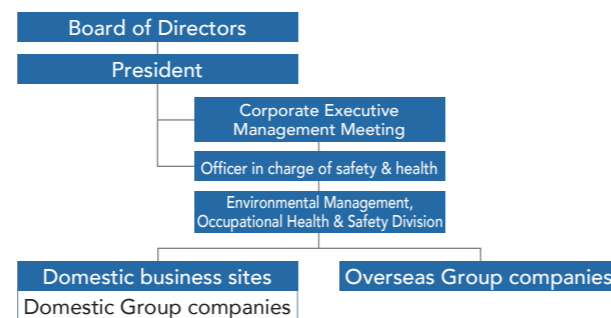 Board of Directors
President
Corporate Executive
Management Meeting
Officer in charge of safety & health
Environmental Management,
Occupational Health & Safety Division
Domestic business sites
Overseas Group companies
Domestic Group companies